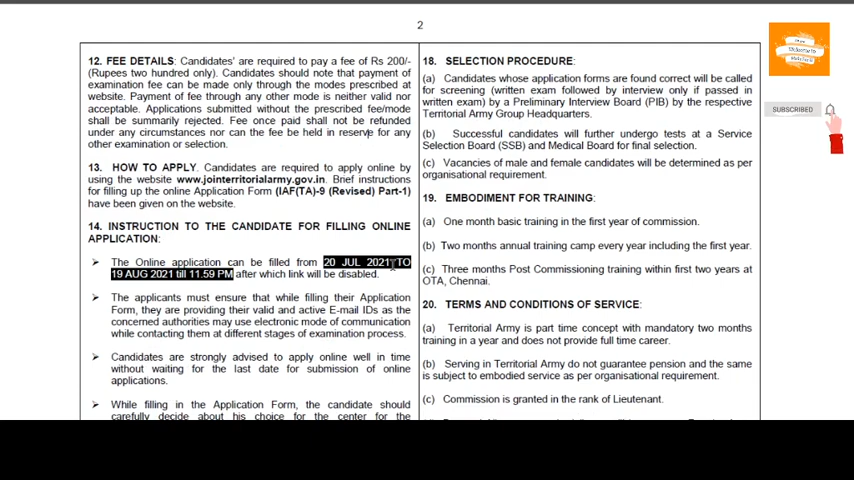 2
12. FEE DETAILS: Candidates' are required to pay a fee of Rs 200/-
(Rupees two hundred only). Candidates should note that payment of
examination fee can be made only through the modes prescribed at
website. Payment of fee through any other mode is neither valid nor
acceptable. Applications submitted without the prescribed fee/mode
shall be summarily rejected. Fee once paid shall not be refunded
under any circumstances nor can the fee be held in reserve for any
other examination or selection.
13. HOW TO APPLY. Candidates are required to apply online by
using the website www.jointerritorialarmy.gov.in. Brief instructions
for filling up the online Application Form (IAF(TA)-9 (Revised) Part-1)
have been given on the website.
14. INSTRUCTION TO THE CANDIDATE FOR FILLING ONLINE
APPLICATION:
➢ The Online application can be filled from 20 JUL 2021 TO
19 AUG 2021 till 11.59 PM after which link will be disabled.
➢ The applicants must ensure that while filling their Application
Form, they are providing their valid and active E-mail IDs as the
concerned authorities may use electronic mode of communication
while contacting them at different stages of examination process.
➢ Candidates are strongly advised to apply online well in time
without waiting for the last date for submission of online
applications.
➢ While filling in the Application Form, the candidate should
carefully decide about his choice for the center for the
18. SELECTION PROCEDURE:
(a) Candidates whose application forms are found correct will be called
for screening (written exam followed by interview only if passed in
written exam) by a Preliminary Interview Board (PIB) by the respective
Territorial Army Group Headquarters.
(b) Successful candidates will further undergo tests at a Service
Selection Board (SSB) and Medical Board for final selection.
(c) Vacancies of male and female candidates will be determined as per
organisational requirement.
19. EMBODIMENT FOR TRAINING:
(a) One month basic training in the first year of commission.
(b) Two months annual training camp every year including the first year.
(c) Three months Post Commissioning training within first two years at
OTA, Chennai.
20. TERMS AND CONDITIONS OF SERVICE:
(a) Territorial Army is part time concept with mandatory two months
training in a year and does not provide full time career.
(b) Serving in Territorial Army do not guarantee pension and the same
is subject to embodied service as per organisational requirement.
(c) Commission is granted in the rank of Lieutenant.
SUBSCRIBED